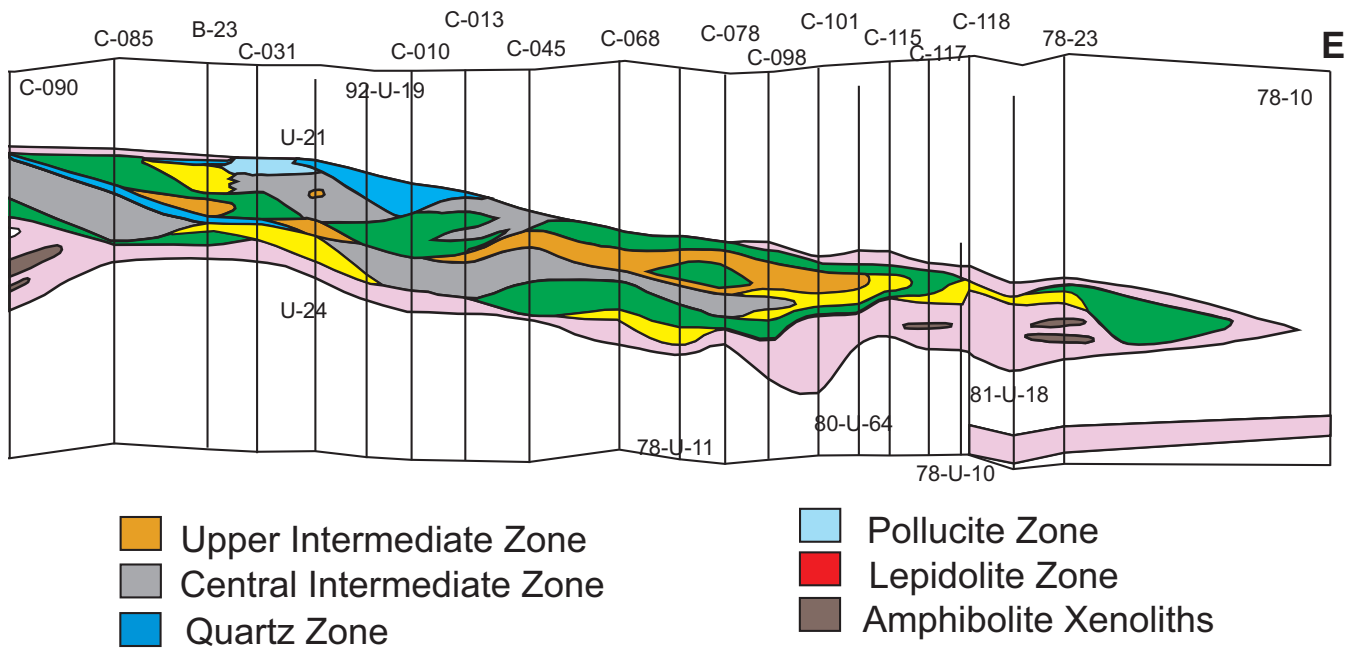 C-013
C-101
C-118
C-085
B-23
C-031
C-010
C-045
C-068
C-078
C-098
C-115
C-117
78-23
E
C-090
92-U-19
78-10
U-21
U-24
81-U-18
80-U-64
78-U-11
78-U-10
Upper Intermediate Zone
Central Intermediate Zone
Quartz Zone
Pollucite Zone
Lepidolite Zone
Amphibolite Xenoliths